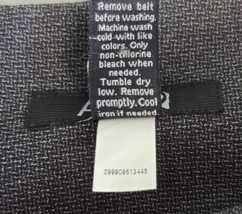 Remove belt
before washing.
Machine wash
cold with like
colors. Only
non-chlorine
bleach when
needed.
Tumble dry
low. Remove
promptly. Cool
iron if needed.
099909513445